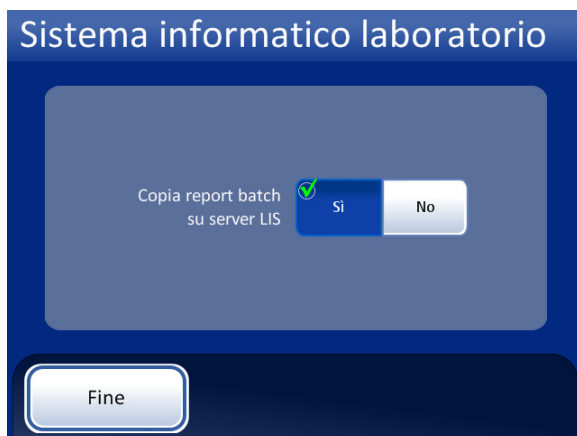 Sistema informatico laboratorio
Copia report batch
su server LIS
Sì
No
Fine